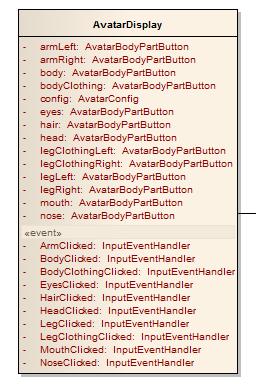 AvatarDisplay
- armLeft: AvatarBodyPartButton
- armRight: AvatarBodyPartButton
- body: AvatarBodyPartButton
- bodyClothing: AvatarBodyPartButton
- config: AvatarConfig
- eyes: AvatarBodyPartButton
- hair: AvatarBodyPartButton
- head: AvatarBodyPartButton
- legClothingLeft: AvatarBodyPartButton
- legClothingRight: AvatarBodyPartButton
- legLeft: AvatarBodyPartButton
- legRight: AvatarBodyPartButton
- mouth: AvatarBodyPartButton
- nose: AvatarBodyPartButton
«event»
- ArmClicked: InputEventHandler
- BodyClicked: InputEventHandler
- BodyClothingClicked: InputEventHandler
- EyesClicked: InputEventHandler
- HairClicked: InputEventHandler
- HeadClicked: InputEventHandler
- LegClicked: InputEventHandler
- LegClothingClicked: InputEventHandler
- MouthClicked: InputEventHandler
- NoseClicked: InputEventHandler